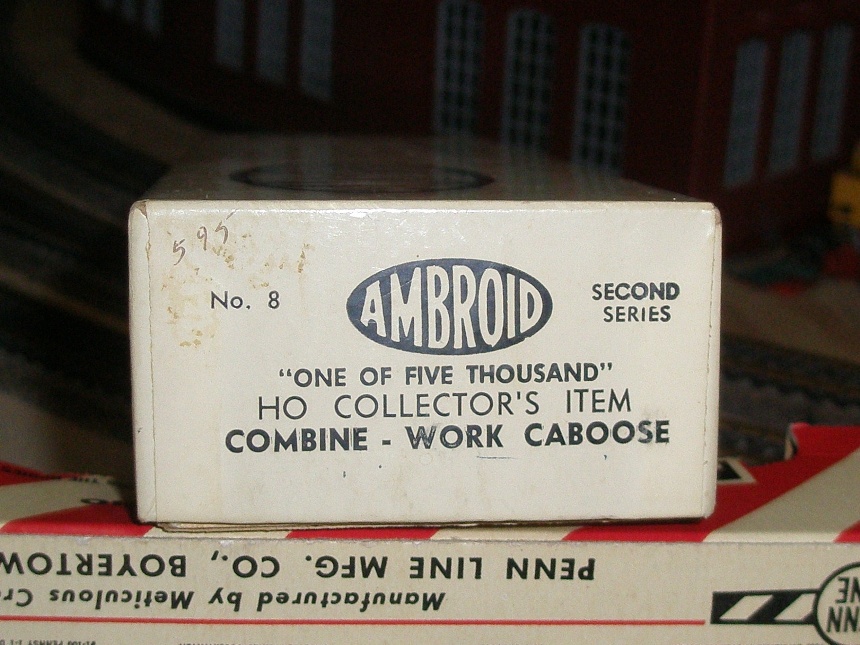 595
No. 8
AMBROID
SECOND
SERIES
“ONE OF FIVE THOUSAND”
HO COLLECTOR'S ITEM
COMBINE - WORK CABOOSE
PENN LINE MFG. CO., BOYERTOW
Manufactured by Meticulous Cr